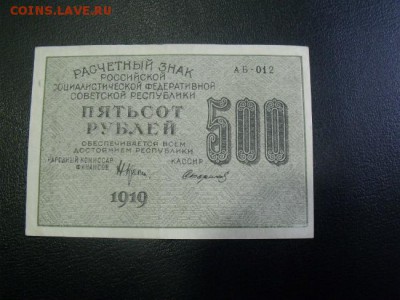 COINS.LAVE.RU
РАСЧЕТНЫЙ ЗНАК
РОССИЙСКОЙ
СОЦИАЛИСТИЧЕСКОЙ ФЕДЕРАТИВНОЙ
СОВЕТСКОЙ РЕСПУБЛИКИ
АБ-012
ПЯТЬСОТ
РУБЛЕЙ
500
ОБЕСПЕЧИВАЕТСЯ ВСЕМ
ДОСТОЯНИЕМ РЕСПУБЛИКИ
НАРОДНЫЙ КОМИССАР
ФИНАНСОВ
КАССИР
1919